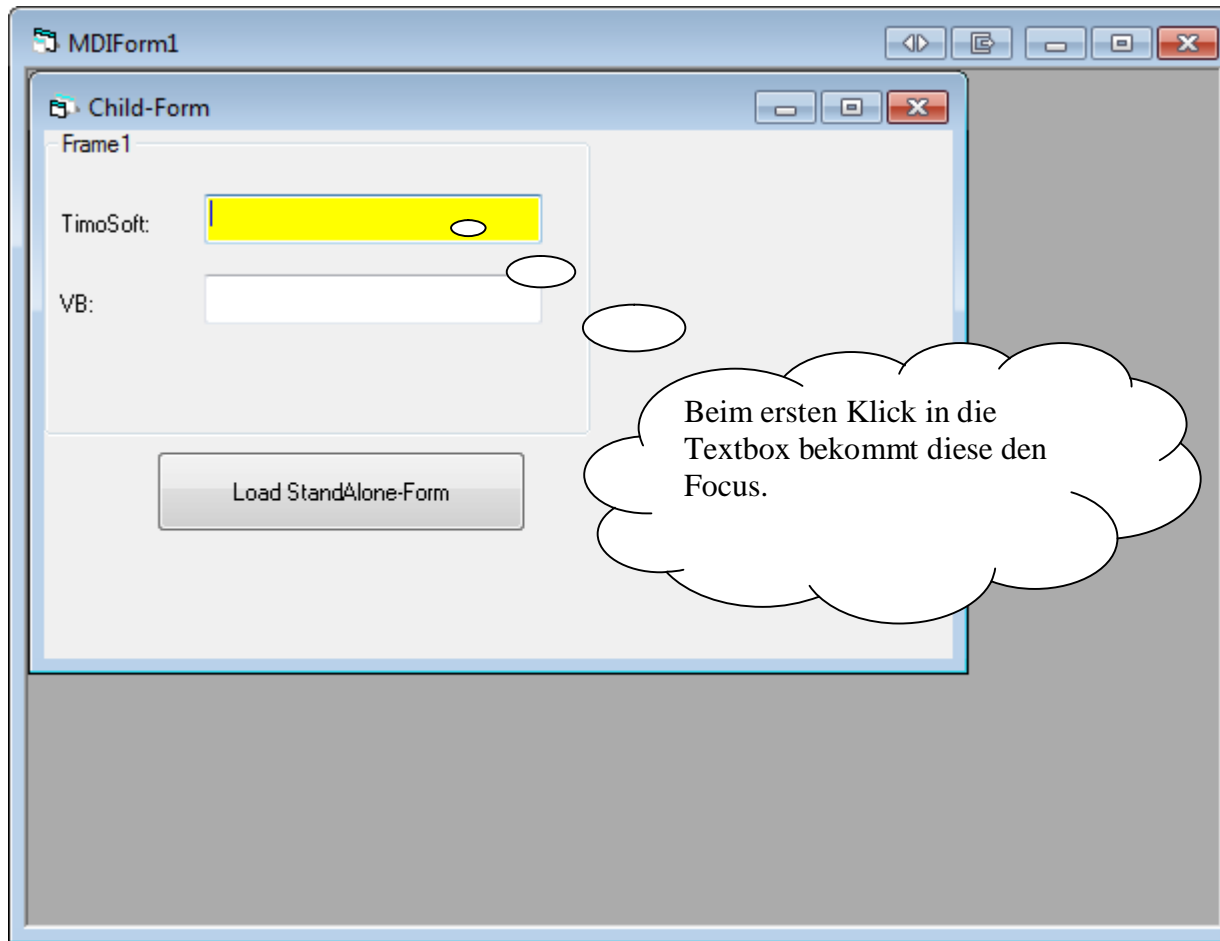 MDIForm1
Child-Form
Frame1
TimoSoft:
VB:
Beim ersten Klick in die
Textbox bekommt diese den
Focus.
Load StandAlone-Form